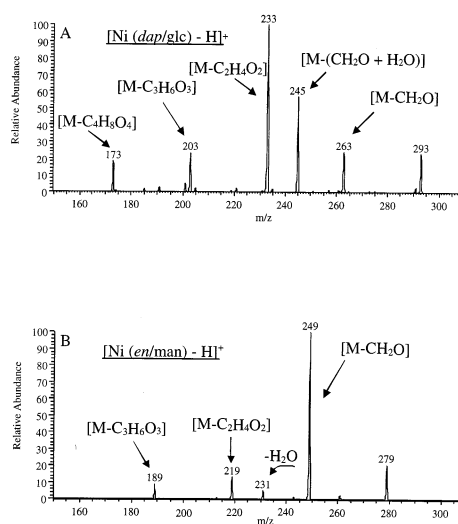 A
[Ni (dap/glc) - H]+
233
[M-C2H4O2]
[M-(CH2O + H2O)]
[M-C3H6O3]
245
[M-CH2O]
[M-C4H8O4]
173
203
263
293
Relative Abundance
100
90
80
70
60
50
40
30
20
10
0
160 180 200 220 240 260 280 300
m/z
B
[Ni (en/man) - H]+
249
[M-CH2O]
[M-C3H6O3]
[M-C2H4O2]
-H2O
189
219
231
279
Relative Abundance
100
90
80
70
60
50
40
30
20
10
0
160 180 200 220 240 260 280 300
m/z